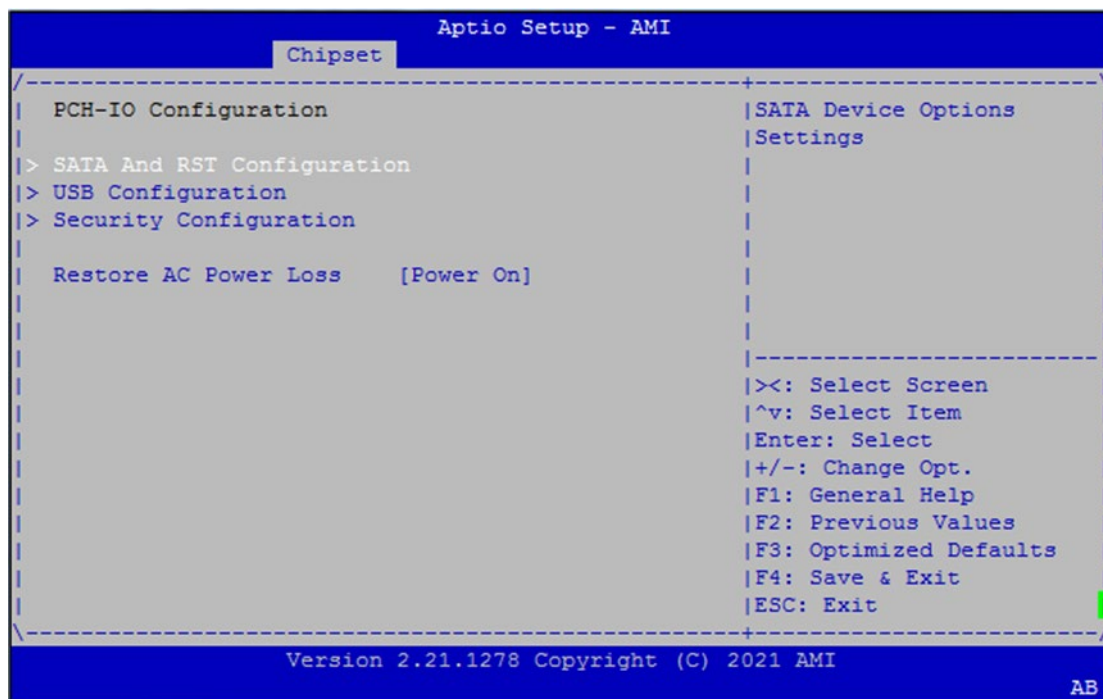 Aptio Setup - AMI
Chipset
/----------------------------------------------------+-------------------------\
| PCH-IO Configuration |SATA Device Options
| |Settings
|> SATA And RST Configuration |
|> USB Configuration |
|> Security Configuration |
| |
| Restore AC Power Loss [Power On] |
| |
| |
| |-------------------------
| |><: Select Screen
| |^v: Select Item
| |Enter: Select
| |+/-: Change Opt.
| |F1: General Help
| |F2: Previous Values
| |F3: Optimized Defaults
| |F4: Save & Exit
| |ESC: Exit
\----------------------------------------------------+-------------------------/
Version 2.21.1278 Copyright (C) 2021 AMI
AB